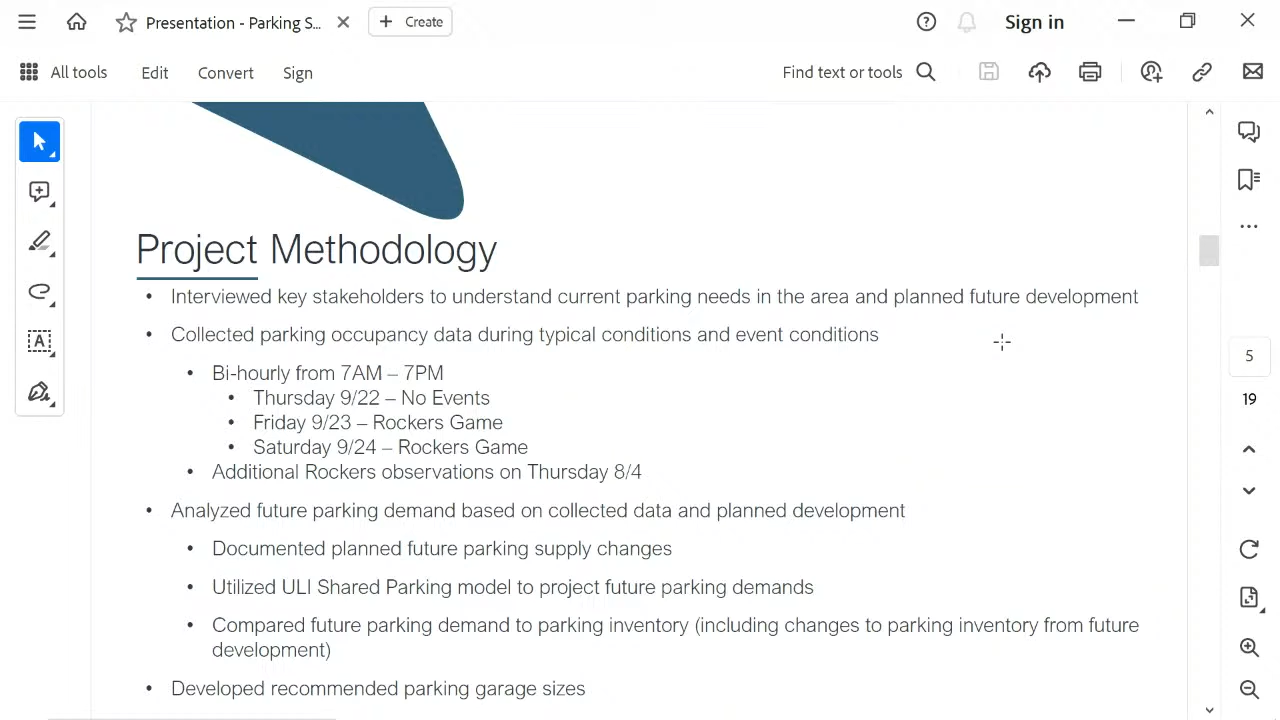 Presentation - Parking S...
Create
Sign in
All tools
Edit
Convert
Sign
Find text or tools
Project Methodology
• Interviewed key stakeholders to understand current parking needs in the area and planned future development
• Collected parking occupancy data during typical conditions and event conditions
• Bi-hourly from 7AM – 7PM
• Thursday 9/22 – No Events
• Friday 9/23 – Rockers Game
• Saturday 9/24 – Rockers Game
• Additional Rockers observations on Thursday 8/4
• Analyzed future parking demand based on collected data and planned development
• Documented planned future parking supply changes
• Utilized ULI Shared Parking model to project future parking demands
• Compared future parking demand to parking inventory (including changes to parking inventory from future
development)
• Developed recommended parking garage sizes
5
19